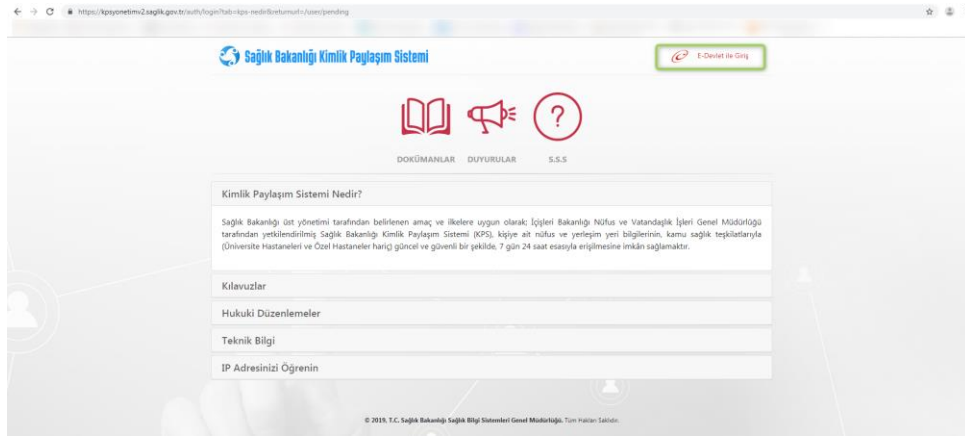 https://kpsyonetimv2.saglik.gov.tr/auth/login?tab=kps-nedir&returnurl=/user/pending
Sağlık Bakanlığı Kimlik Paylaşım Sistemi
E-Devlet ile Giriş
DOKÜMANLAR DUYURULAR S.S.S
Kimlik Paylaşım Sistemi Nedir?
Sağlık Bakanlığı üst yönetimi tarafından belirlenen amaç ve ilkelere uygun olarak; İçişleri Bakanlığı Nüfus ve Vatandaşlık İşleri Genel Müdürlüğü
tarafından yetkilendirilmiş Sağlık Bakanlığı Kimlik Paylaşım Sistemi (KPS), kişiye ait nüfus ve yerleşim yeri bilgilerinin, kamu sağlık teşkilatlarıyla
(Üniversite Hastaneleri ve Özel Hastaneler hariç) güncel ve güvenli bir şekilde, 7 gün 24 saat esasıyla erişilmesine imkân sağlamaktır.
Kılavuzlar
Hukuki Düzenlemeler
Teknik Bilgi
IP Adresinizi Öğrenin
© 2019, T.C. Sağlık Bakanlığı Sağlık Bilgi Sistemleri Genel Müdürlüğü. Tüm Hakları Saklıdır.